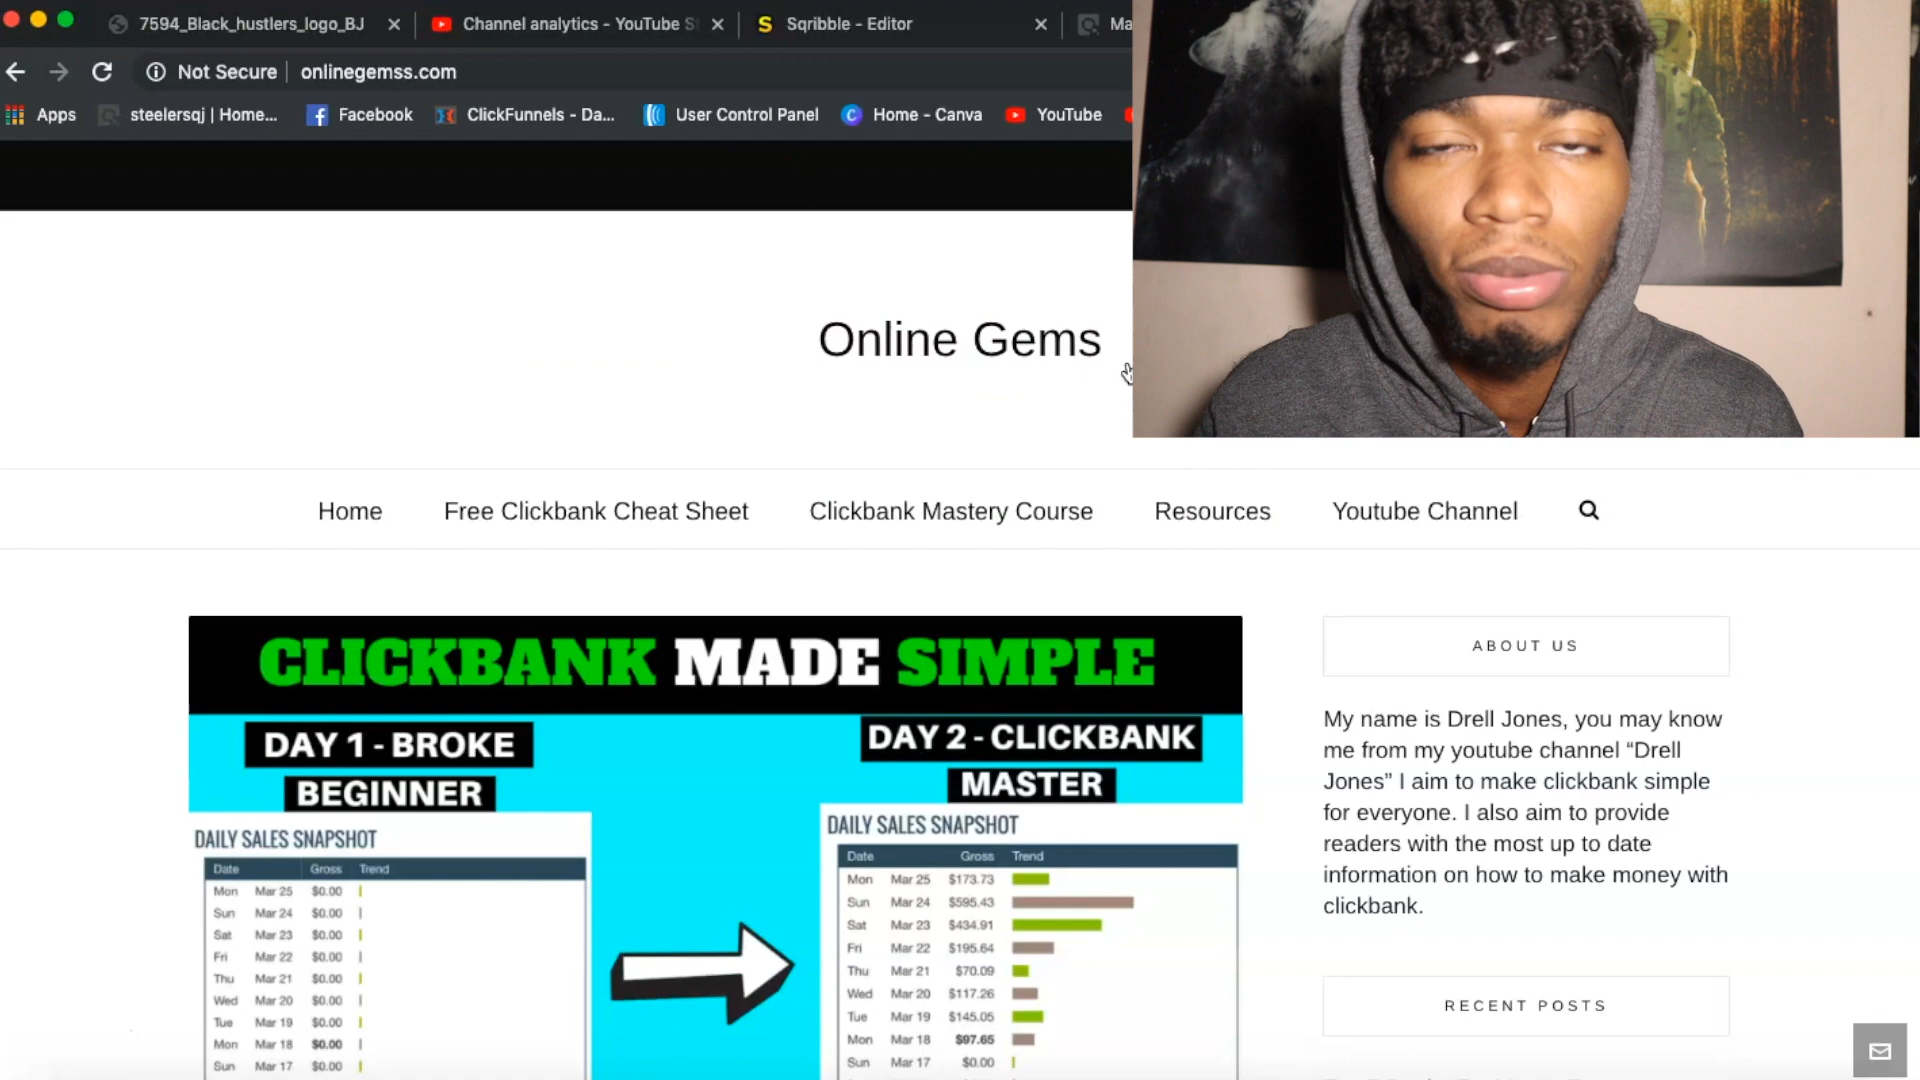 7594_Black_hustlers_logo_BJ
Channel analytics - YouTube S
Sqribble - Editor
Ma
Not Secure
onlinegemss.com
Apps
steelersqj | Home...
Facebook
ClickFunnels - Da...
User Control Panel
Home - Canva
YouTube
Online Gems
Home
Free Clickbank Cheat Sheet
Clickbank Mastery Course
Resources
Youtube Channel
CLICKBANK MADE SIMPLE
DAY 1 - BROKE
BEGINNER
DAILY SALES SNAPSHOT
Date Gross Trend
Mon Mar 25 $0.00
Sun Mar 24 $0.00
Sat Mar 23 $0.00
Fri Mar 22 $0.00
Thu Mar 21 $0.00
Wed Mar 20 $0.00
Tue Mar 19 $0.00
Mon Mar 18 $0.00
Sun Mar 17 $0.00
DAY 2 - CLICKBANK
MASTER
DAILY SALES SNAPSHOT
Date Gross Trend
Mon Mar 25 $173.73
Sun Mar 24 $595.43
Sat Mar 23 $434.91
Fri Mar 22 $195.64
Thu Mar 21 $70.09
Wed Mar 20 $117.26
Tue Mar 19 $145.05
Mon Mar 18 $97.65
Sun Mar 17 $0.00
ABOUT US
My name is Drell Jones, you may know
me from my youtube channel “Drell
Jones” I aim to make clickbank simple
for everyone. I also aim to provide
readers with the most up to date
information on how to make money with
clickbank.
RECENT POSTS